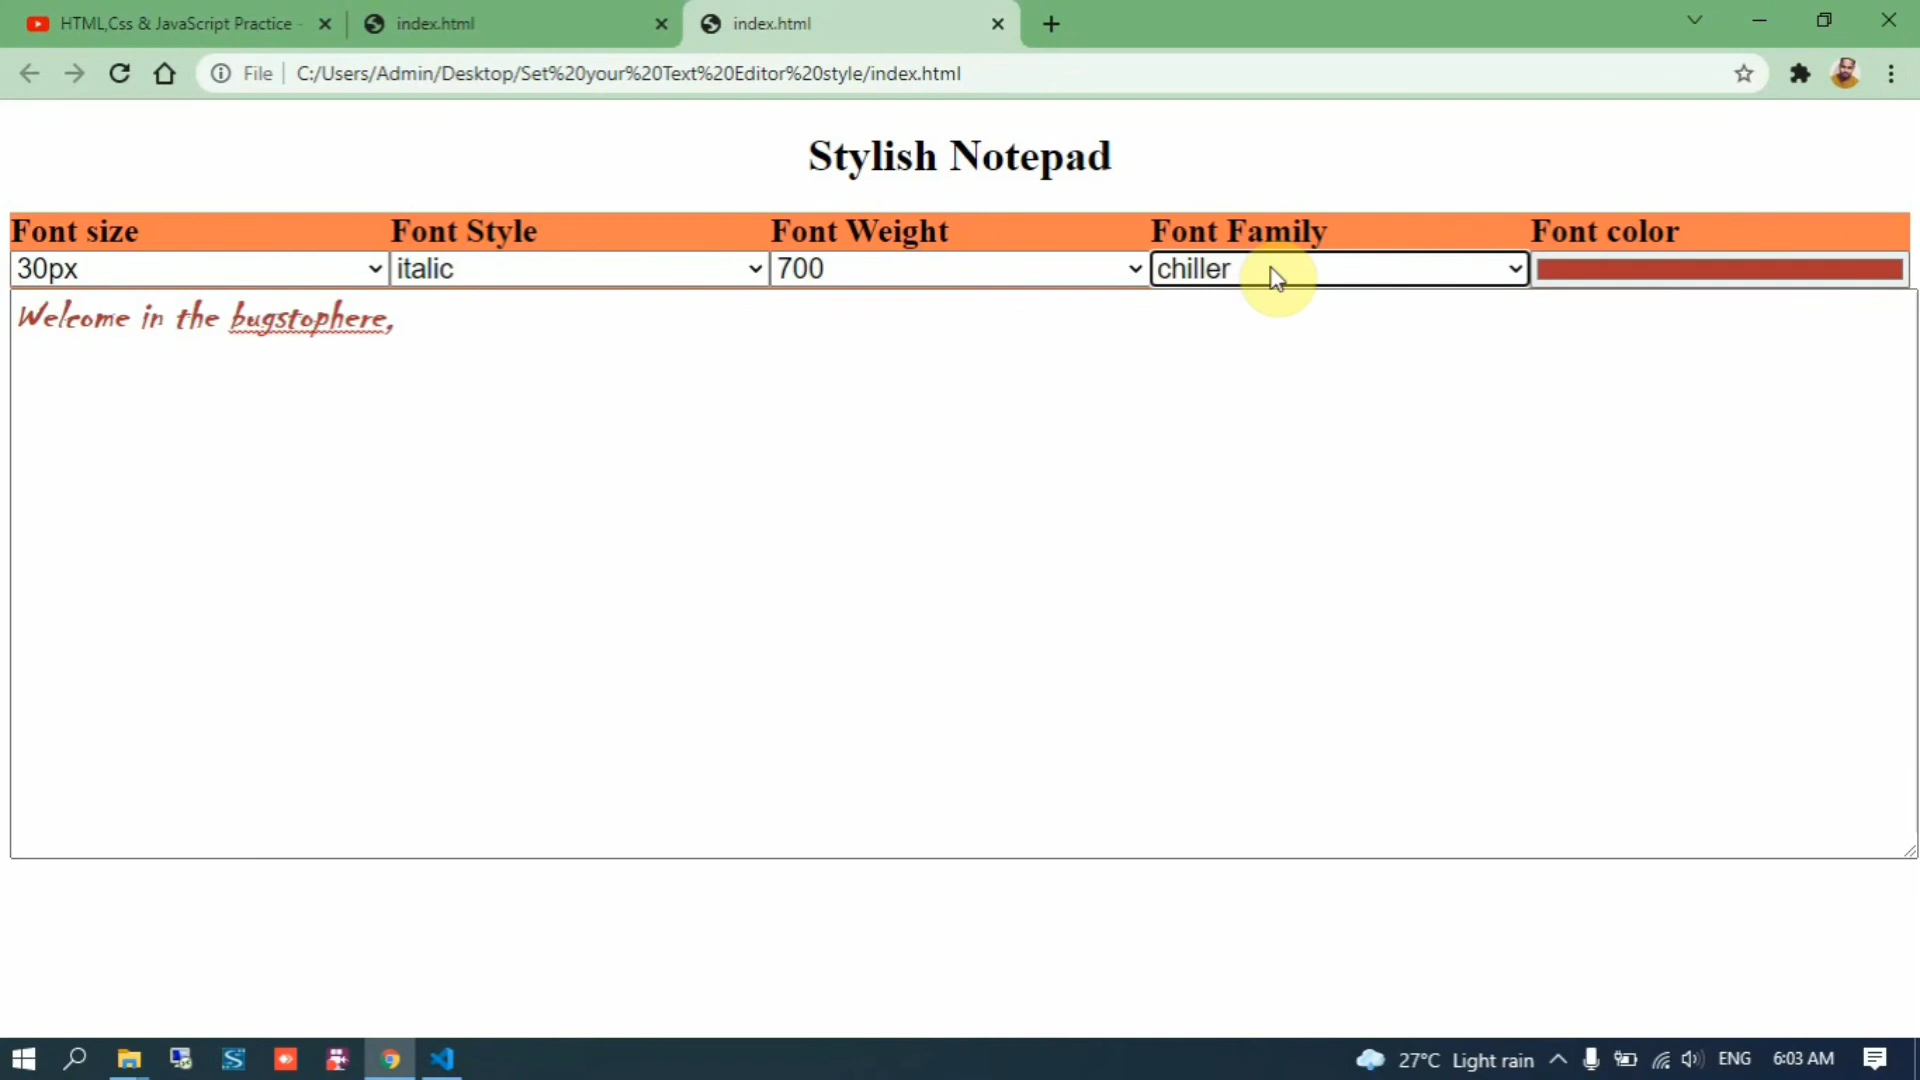 HTML,Css & JavaScript Practice -
index.html
index.html
File
C:/Users/Admin/Desktop/Set%20your%20Text%20Editor%20style/index.html
Stylish Notepad
Font size
Font Style
Font Weight
Font Family
Font color
30px
italic
700
chiller
Welcome in the bugstophere,
27°C Light rain
ENG
6:03 AM